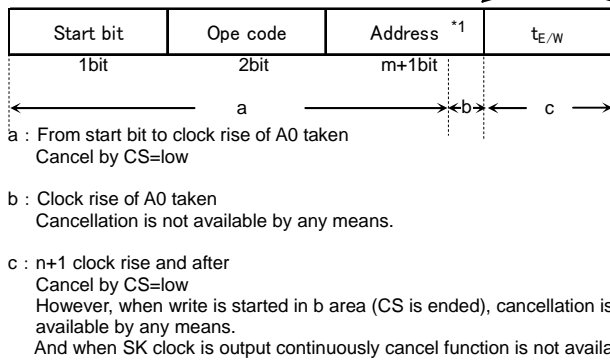 Start bit Ope code Address *1 tE/W
1bit 2bit m+1bit
a b c
a : From start bit to clock rise of A0 taken
Cancel by CS=low
b : Clock rise of A0 taken
Cancellation is not available by any means.
c : n+1 clock rise and after
Cancel by CS=low
However, when write is started in b area (CS is ended), cancellation is
available by any means.
And when SK clock is output continuously cancel function is not